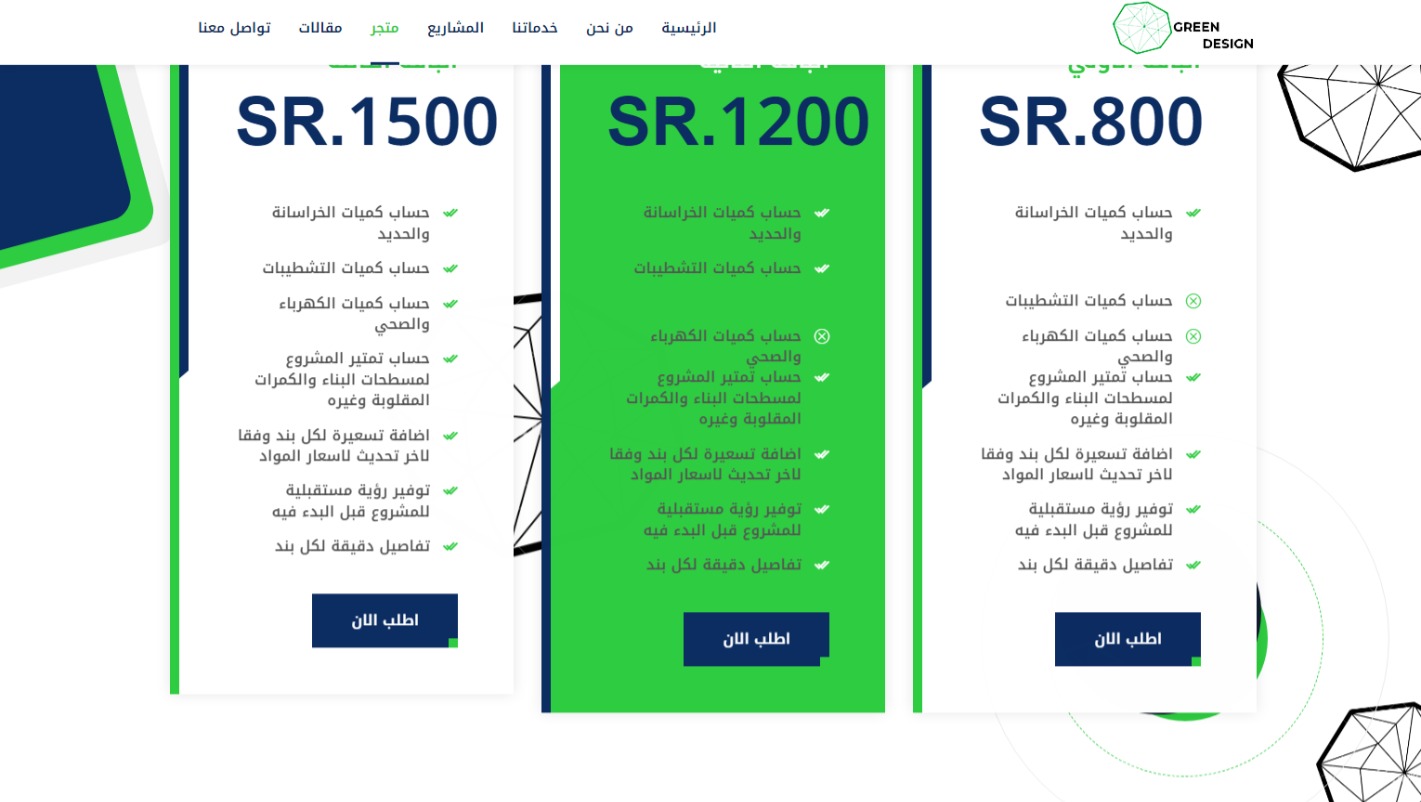 GREEN
DESIGN
الرئيسية
من نحن
خدماتنا
المشاريع
متجر
مقالات
تواصل معنا
SR.800
حساب كميات الخراسانة
والحديد
حساب كميات التشطيبات
حساب كميات الكهرباء
والصحي
حساب تمتير المشروع
لمسطحات البناء والكمرات
المقلوبة وغيره
اضافة تسعيرة لكل بند وفقا
لاخر تحديث لاسعار المواد
توفير رؤية مستقبلية
للمشروع قبل البدء فيه
تفاصيل دقيقة لكل بند
اطلب الان
SR.1200
حساب كميات الخراسانة
والحديد
حساب كميات التشطيبات
حساب كميات الكهرباء
والصحي
حساب تمتير المشروع
لمسطحات البناء والكمرات
المقلوبة وغيره
اضافة تسعيرة لكل بند وفقا
لاخر تحديث لاسعار المواد
توفير رؤية مستقبلية
للمشروع قبل البدء فيه
تفاصيل دقيقة لكل بند
اطلب الان
SR.1500
حساب كميات الخراسانة
والحديد
حساب كميات التشطيبات
حساب كميات الكهرباء
والصحي
حساب تمتير المشروع
لمسطحات البناء والكمرات
المقلوبة وغيره
اضافة تسعيرة لكل بند وفقا
لاخر تحديث لاسعار المواد
توفير رؤية مستقبلية
للمشروع قبل البدء فيه
تفاصيل دقيقة لكل بند
اطلب الان